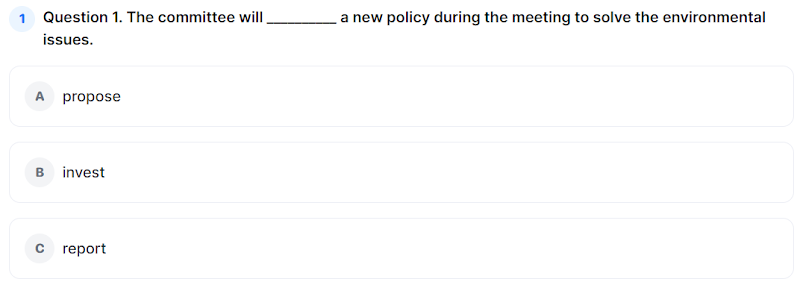 1 Question 1. The committee will __________ a new policy during the meeting to solve the environmental
issues.
A propose
B invest
C report